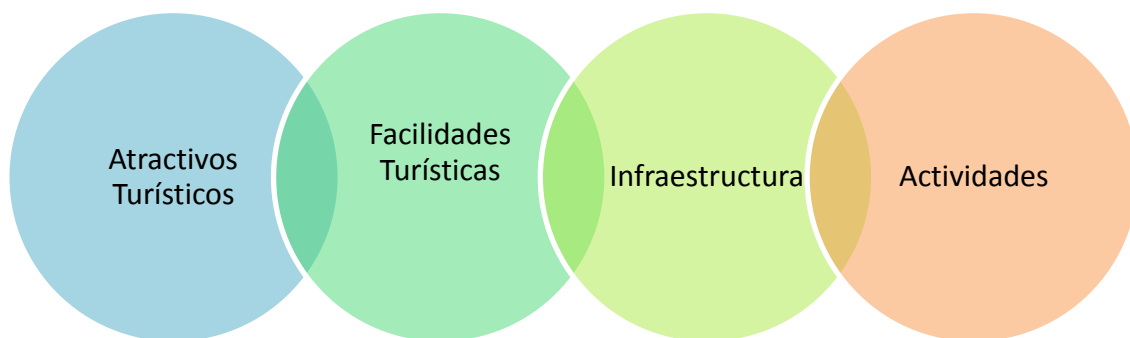 Atractivos
Turísticos
Facilidades
Turísticas
Infraestructura
Actividades